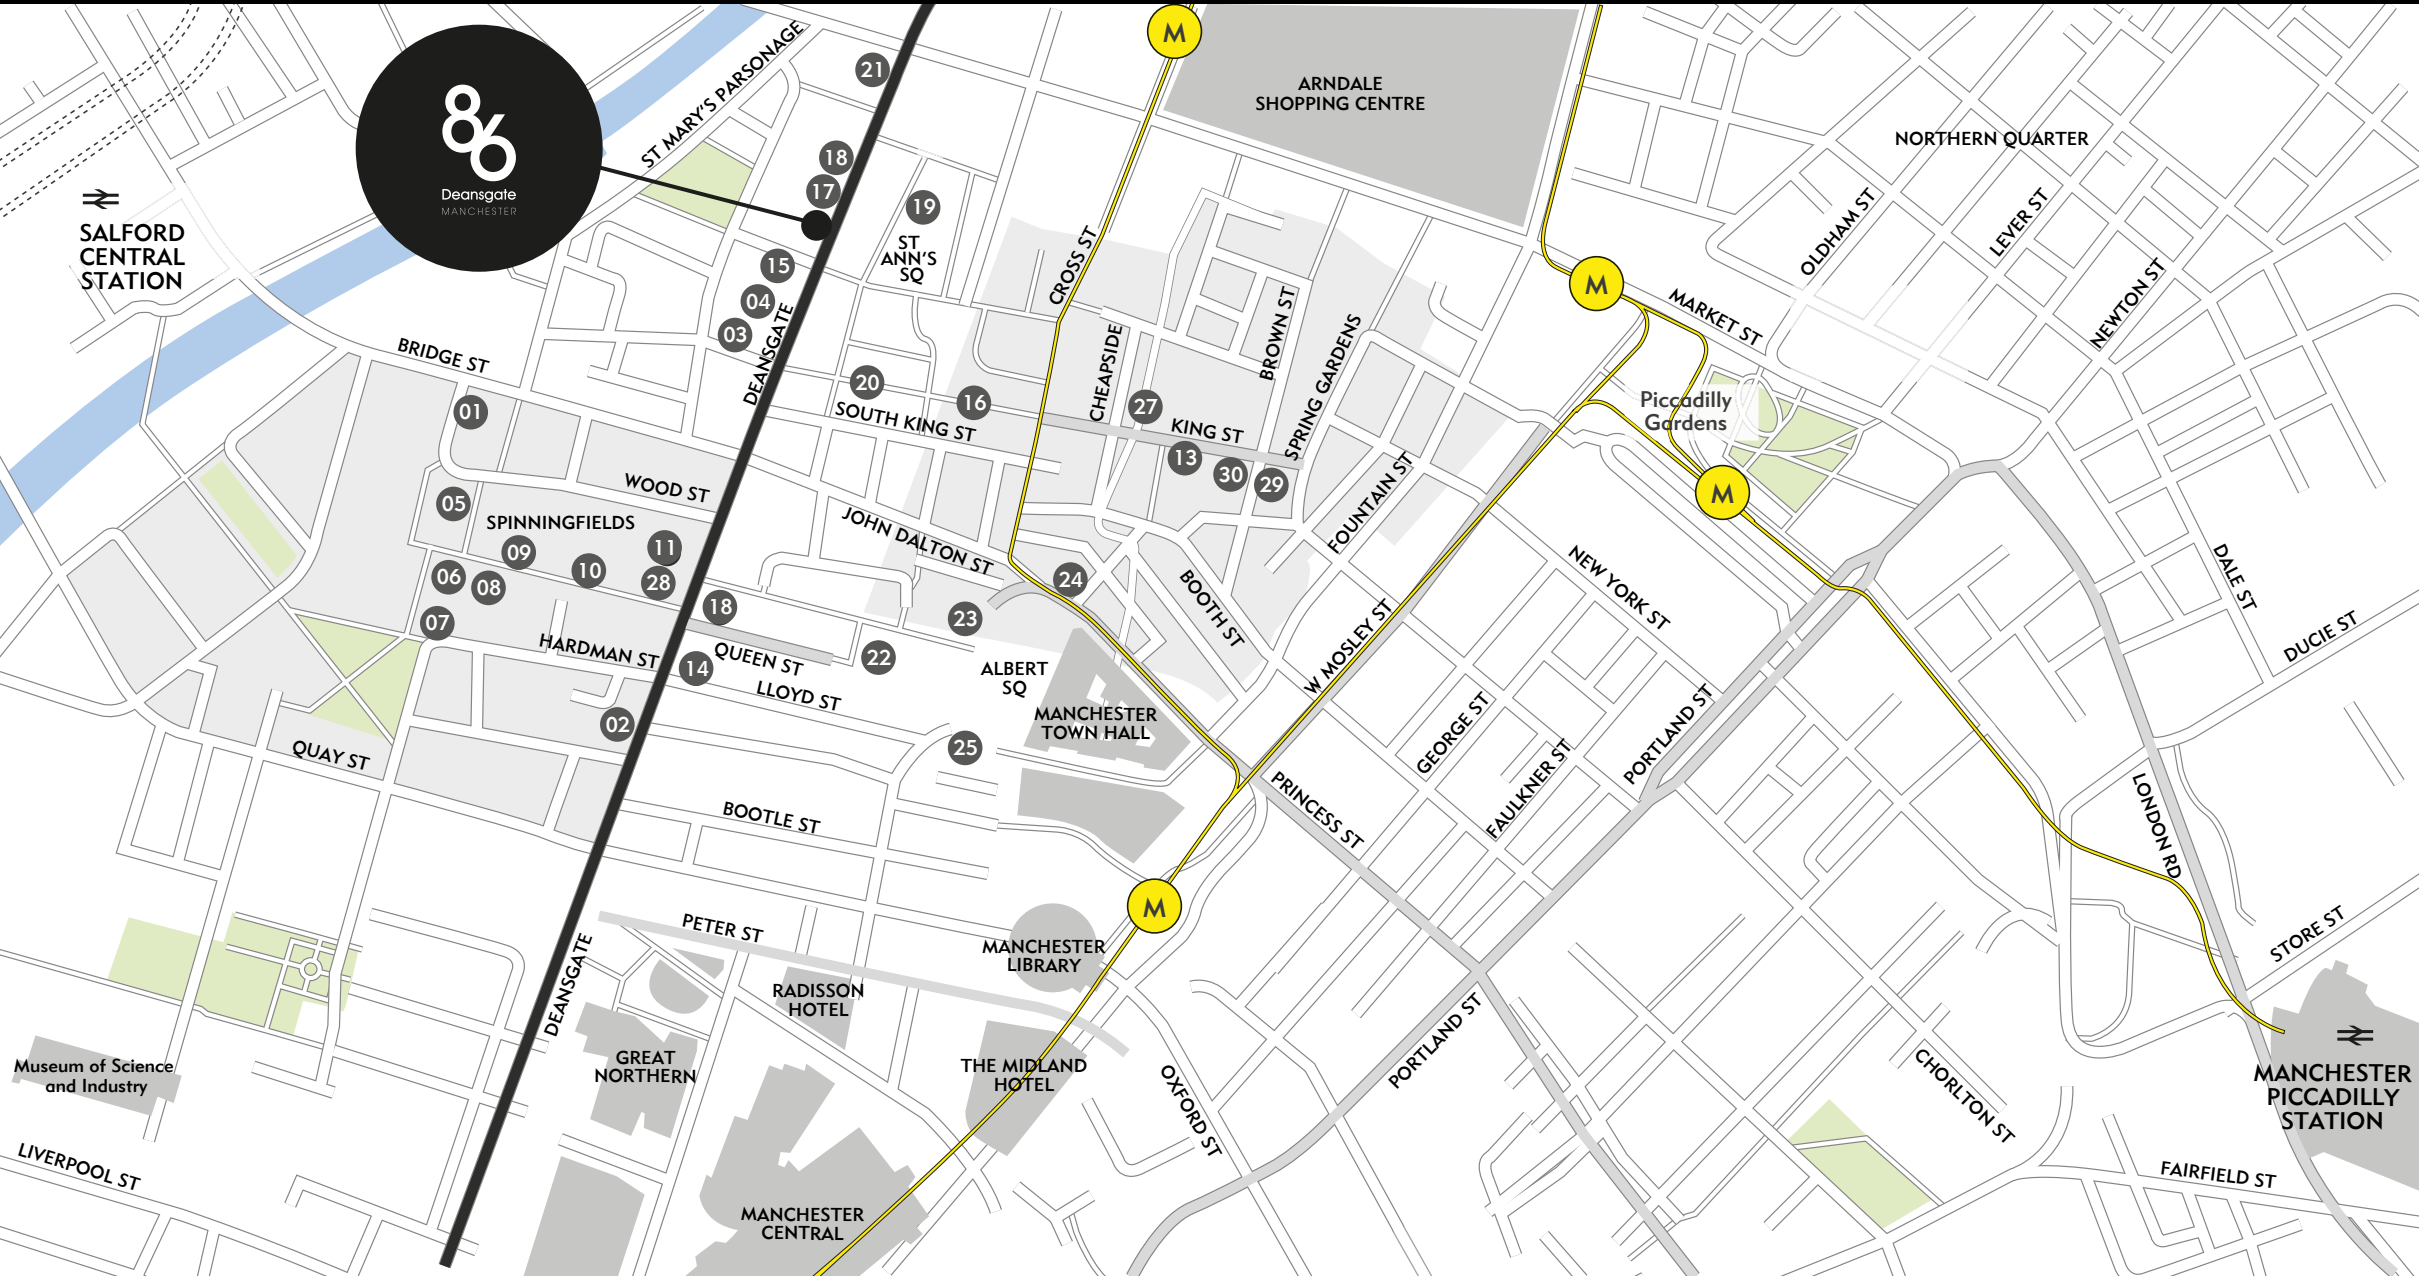 86
Deansgate
MANCHESTER
M
ARNDALE
SHOPPING CENTRE
ST MARY'S PARSONAGE
21
18
17
19
ST
ANN'S
SQ
15
04
03
NORTHERN QUARTER
OLDHAM ST
LEVER ST
NEWTON ST
SALFORD
CENTRAL
STATION
CROSS ST
M
MARKET ST
BRIDGE ST
DEANSGATE
CHEAPSIDE
BROWN ST
SPRING GARDENS
20
16
SOUTH KING ST
27
KING ST
13
30
29
Piccadilly
Gardens
M
01
WOOD ST
05
SPINNINGFIELDS
09
11
10
28
06
08
07
JOHN DALTON ST
FOUNTAIN ST
24
BOOTH ST
NEW YORK ST
DALE ST
DUCIE ST
18
23
QUEEN ST
22
HARDMAN ST
14
LLOYD ST
ALBERT
SQ
W MOSLEY ST
MANCHESTER
TOWN HALL
GEORGE ST
FAULKNER ST
PORTLAND ST
02
25
QUAY ST
BOOTLE ST
PRINCESS ST
LONDON RD
M
PETER ST
DEANSGATE
MANCHESTER
LIBRARY
RADISSON
HOTEL
STORE ST
GREAT
NORTHERN
THE MIDLAND
HOTEL
OXFORD ST
PORTLAND ST
CHORLTON ST
MANCHESTER
PICCADILLY
STATION
Museum of Science
and Industry
LIVERPOOL ST
MANCHESTER
CENTRAL
FAIRFIELD ST